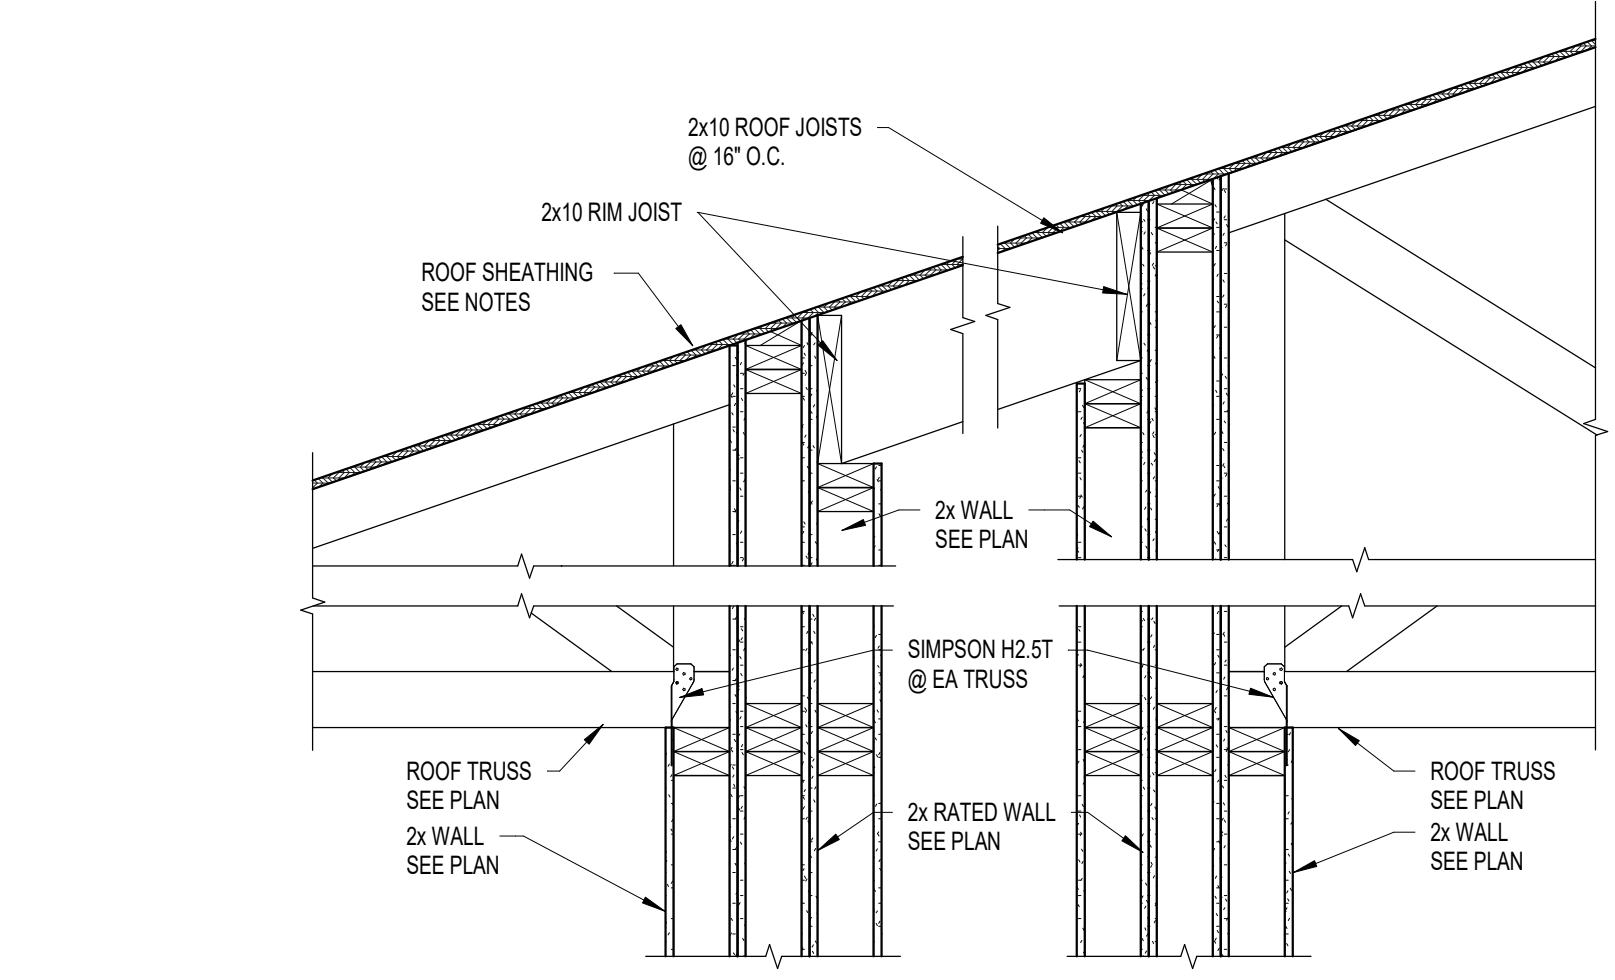 2x10 ROOF JOISTS
@ 16" O.C.
2x10 RIM JOIST
ROOF SHEATHING
SEE NOTES
2x WALL
SEE PLAN
SIMPSON H2.5T
@ EA TRUSS
ROOF TRUSS
SEE PLAN
2x WALL
SEE PLAN
2x RATED WALL
SEE PLAN
ROOF TRUSS
SEE PLAN
2x WALL
SEE PLAN